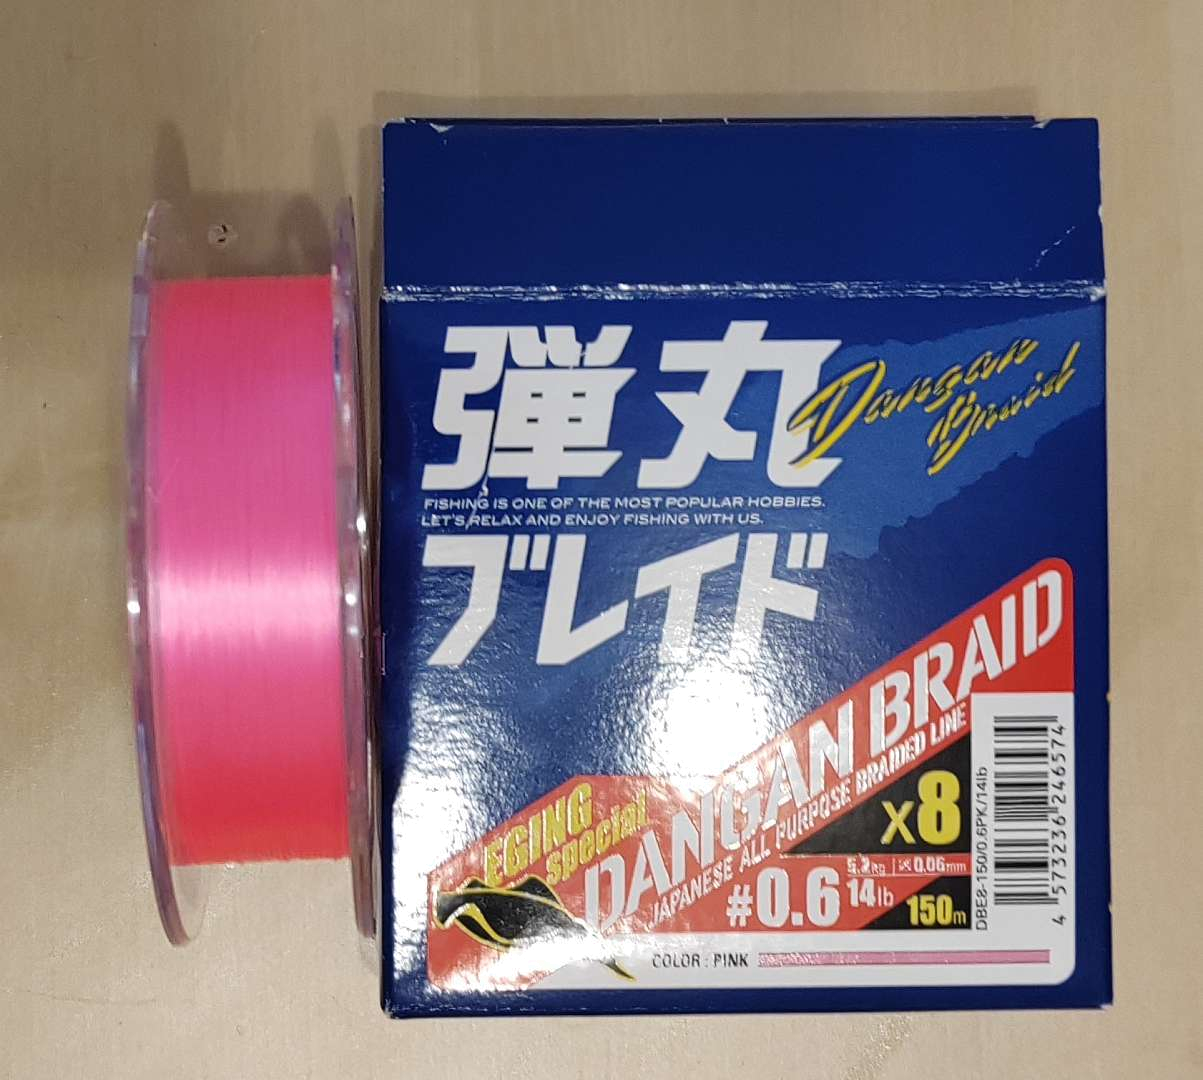 弾丸
Dangan
Braid
FISHING IS ONE OF THE MOST POPULAR HOBBIES.
LET'S RELAX AND ENJOY FISHING WITH US.
ブレイド
EGING
special
DANGAN BRAID
JAPANESE ALL PURPOSE BRAIDED LINE
X8
#0.6
6.2kg
0.06mm
14lb
150m
COLOR : PINK
DBE8-150/0.6PK/14lb
4 573236 246574